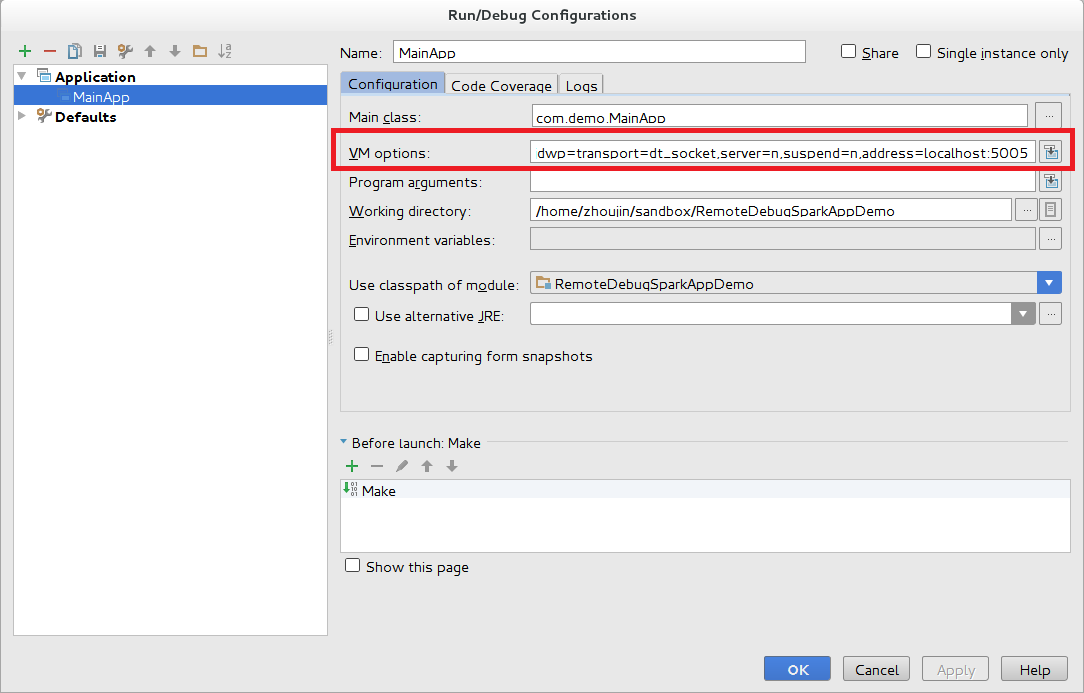 Run/Debug Configurations
Name: MainApp
Share
Single instance only
Application
MainApp
Defaults
Configuration
Code Coverage
Logs
Main class: com.demo.MainApp
...
VM options: dwp=transport=dt_socket,server=n,suspend=n,address=localhost:5005
Program arguments:
Working directory: /home/zhoujin/sandbox/RemoteDebugSparkAppDemo
...
Environment variables:
...
Use classpath of module: RemoteDebugSparkAppDemo
Use alternative JRE:
...
Enable capturing form snapshots
Before launch: Make
Make
Show this page
OK
Cancel
Apply
Help